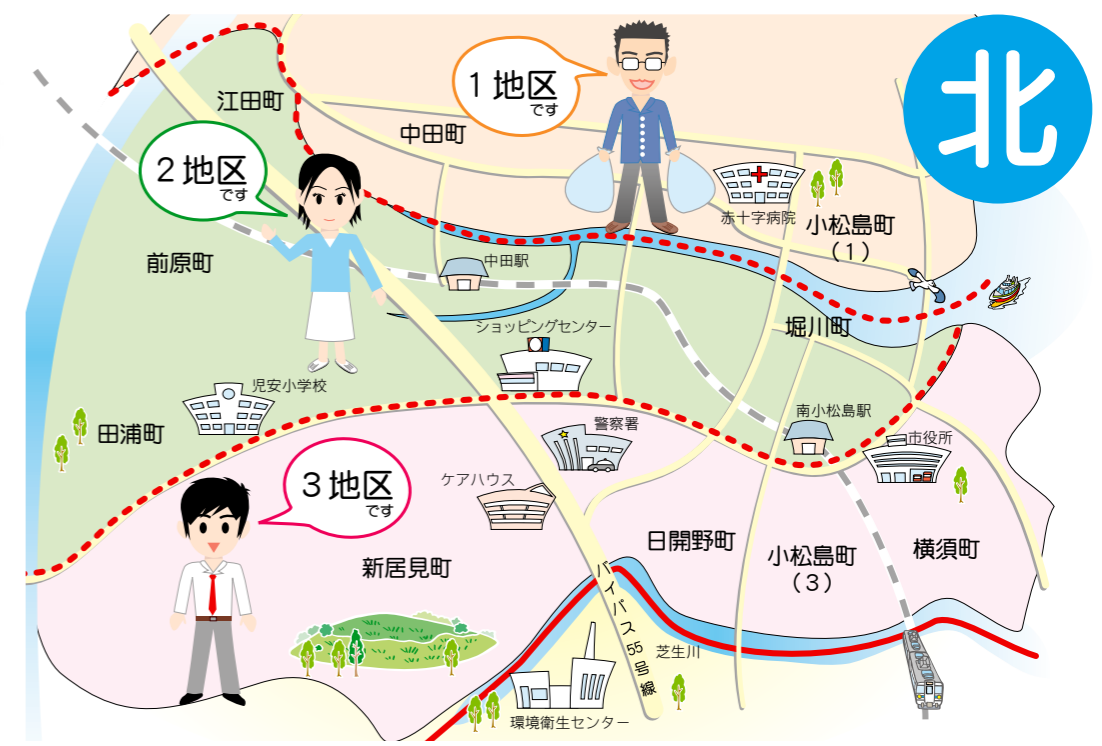 北
1地区
です
江田町
中田町
2地区
です
赤十字病院
小松島町
(1)
前原町
中田駅
ショッピングセンター
堀川町
児安小学校
田浦町
警察署
南小松島駅
市役所
ケアハウス
3地区
です
新居見町
日開野町
小松島町
(3)
横須町
バイパス55号線
芝生川
環境衛生センター